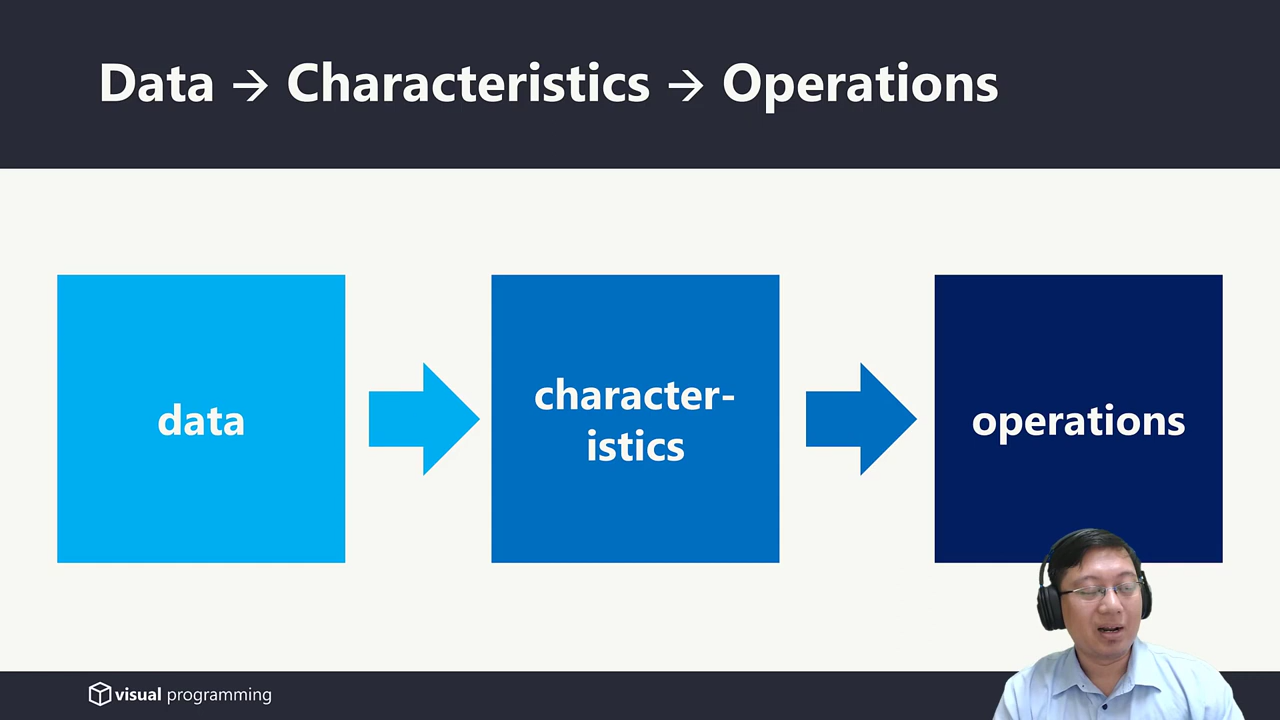 Data → Characteristics → Operations
data
character-
istics
operations
visual programming